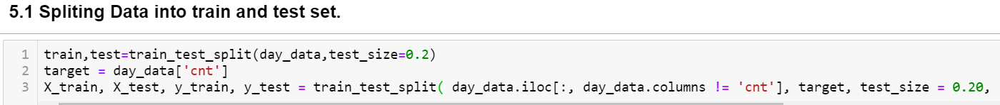 5.1 Spliting Data into train and test set.
1 train,test=train_test_split(day_data,test_size=0.2)
2 target = day_data['cnt']
3 X_train, X_test, y_train, y_test = train_test_split( day_data.iloc[:, day_data.columns != 'cnt'], target, test_size = 0.20,